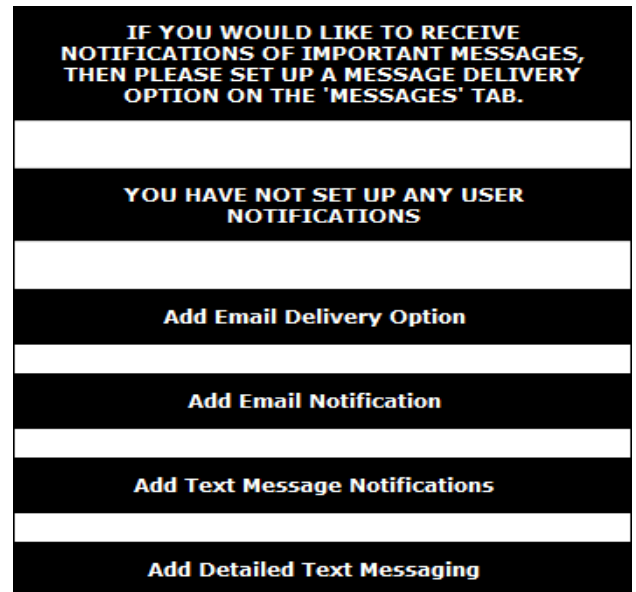 IF YOU WOULD LIKE TO RECEIVE
NOTIFICATIONS OF IMPORTANT MESSAGES,
THEN PLEASE SET UP A MESSAGE DELIVERY
OPTION ON THE 'MESSAGES' TAB.
YOU HAVE NOT SET UP ANY USER
NOTIFICATIONS
Add Email Delivery Option
Add Email Notification
Add Text Message Notifications
Add Detailed Text Messaging